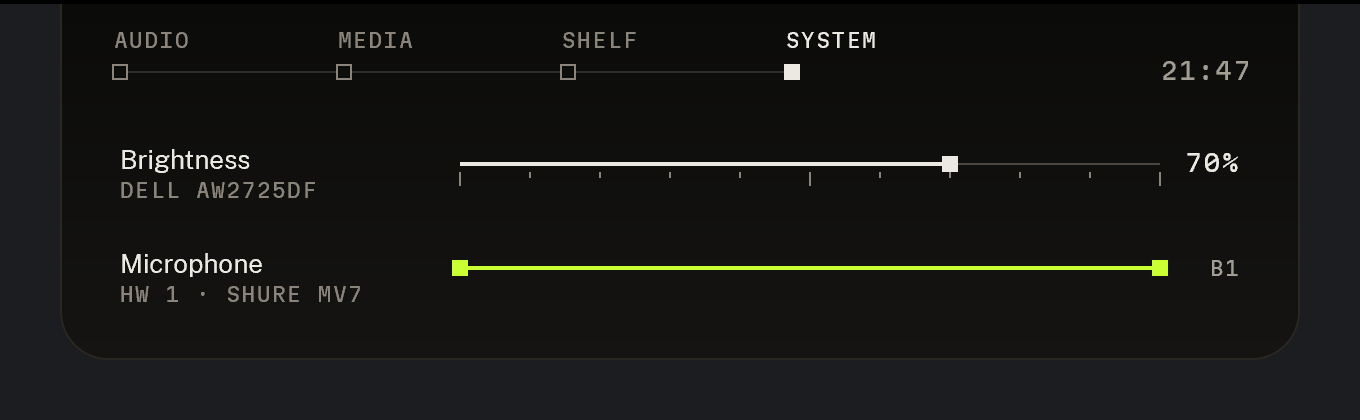 AUDIO MEDIA SHELF SYSTEM
21:47
Brightness 70%
DELL AW2725DF
Microphone B1
HW 1 · SHURE MV7